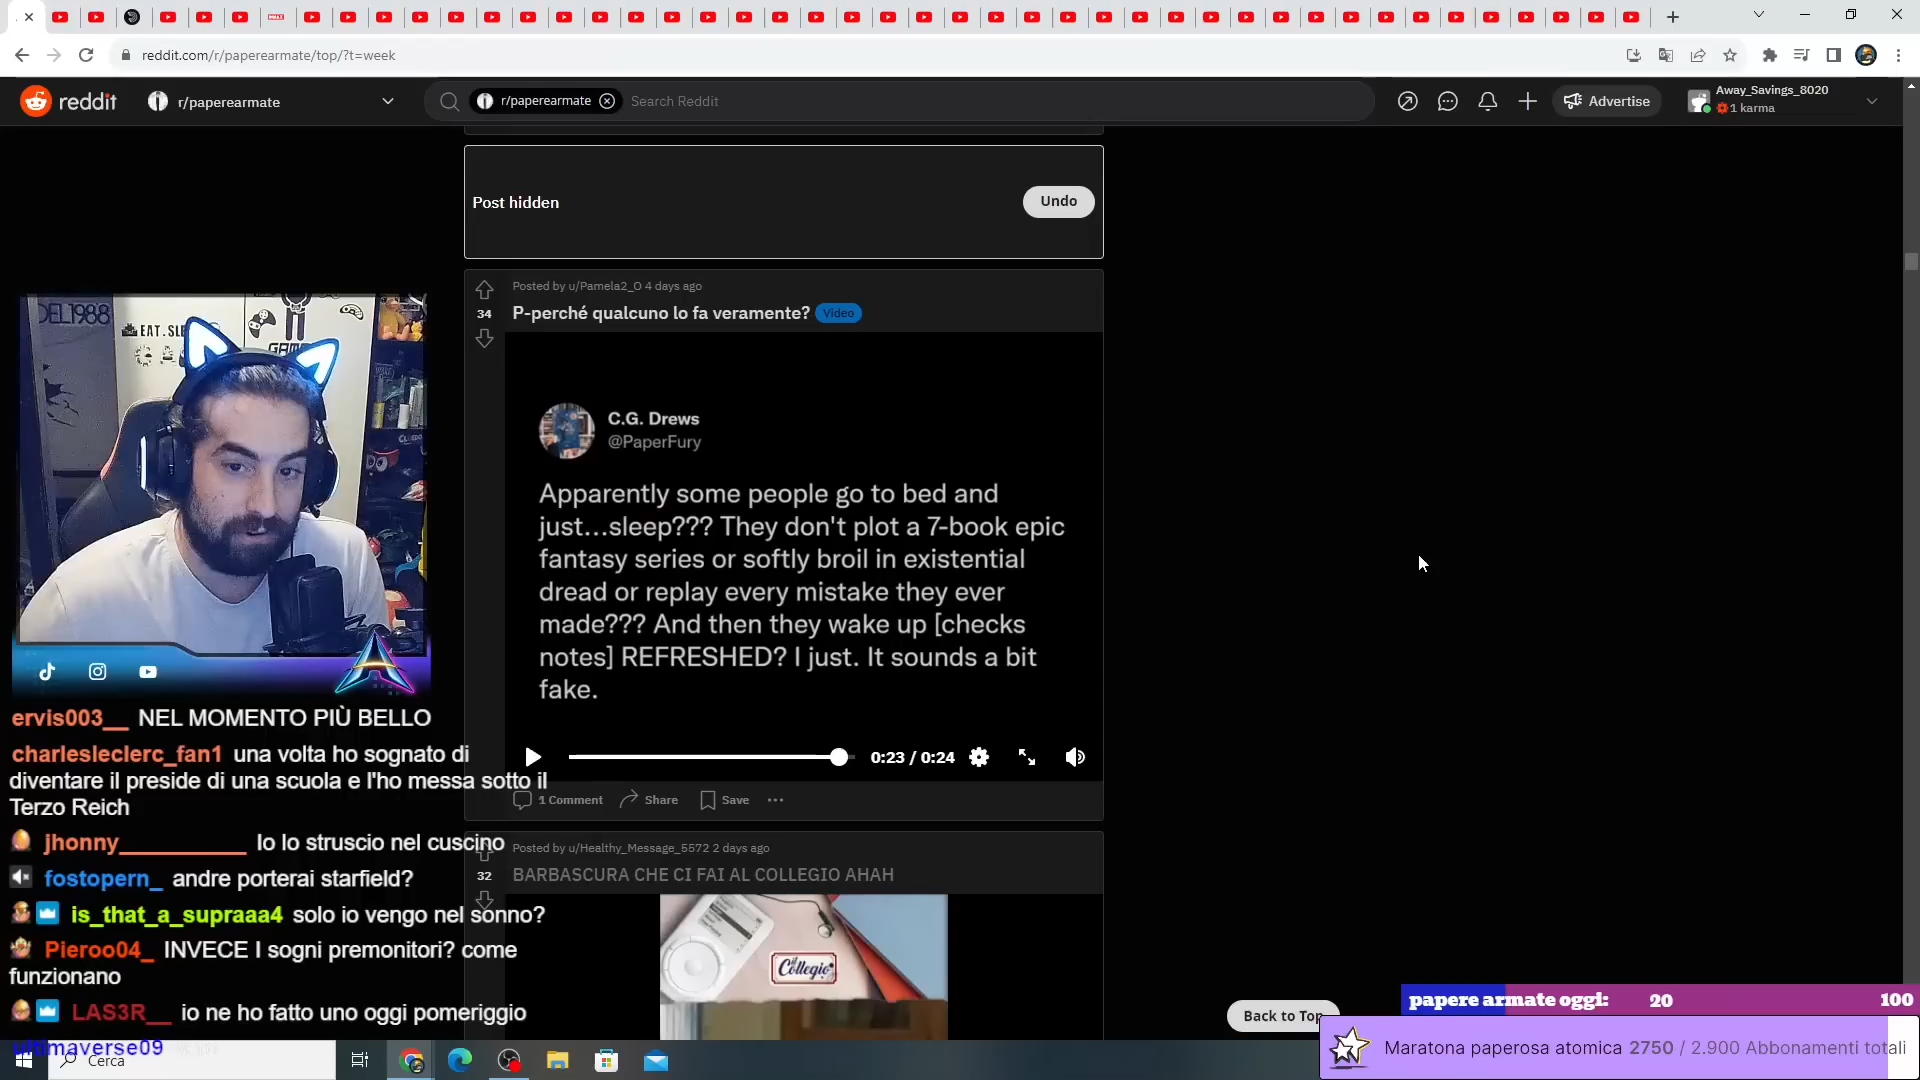 reddit.com/r/paperearmate/top/?t=week
reddit
r/paperearmate
r/paperearmate
Search Reddit
Advertise
Away_Savings_8020
1 karma
Post hidden
Undo
Posted by u/Pamela2_O 4 days ago
34
P-perché qualcuno lo fa veramente?
Video
C.G. Drews
@PaperFury
Apparently some people go to bed and
just...sleep??? They don't plot a 7-book epic
fantasy series or softly broil in existential
dread or replay every mistake they ever
made??? And then they wake up [checks
notes] REFRESHED? I just. It sounds a bit
fake.
0:23 / 0:24
1 Comment
Share
Save
Posted by u/Healthy_Message_5572 2 days ago
32
BARBASCURA CHE CI FAI AL COLLEGIO AHAH
il Collegio
DEL1988
EAT.SLE
GAM
ervis003__ NEL MOMENTO PIÙ BELLO
charlesleclerc_fan1 una volta ho sognato di
diventare il preside di una scuola e l'ho messa sotto il
Terzo Reich
jhonny__________ Io lo struscio nel cuscino
fostopern_ andre porterai starfield?
is_that_a_supraaa4 solo io vengo nel sonno?
Pieroo04_ INVECE I sogni premonitori? come
funzionano
LAS3R__ io ne ho fatto uno oggi pomeriggio
ultimaverse09
Cerca
Back to Top
papere armate oggi: 20 100
Maratona paperosa atomica 2750 / 2.900 Abbonamenti totali